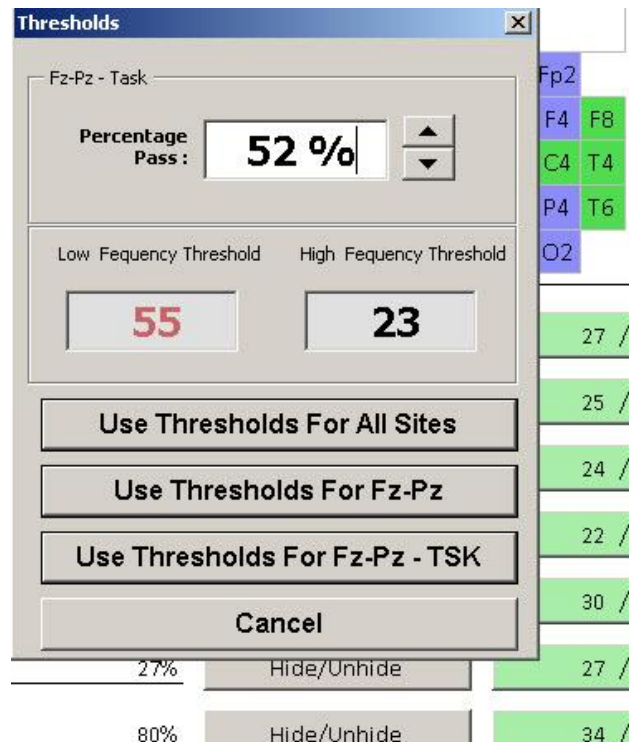 Thresholds
Fz-Pz - Task
Percentage
Pass :
52 %
Low Fequency Threshold
High Fequency Threshold
55
23
Use Thresholds For All Sites
Use Thresholds For Fz-Pz
Use Thresholds For Fz-Pz - TSK
Cancel
Fp2
F4 F8
C4 T4
P4 T6
O2
27 /
25 /
24 /
22 /
30 /
27% Hide/Unhide 27 /
80% Hide/Unhide 34 /